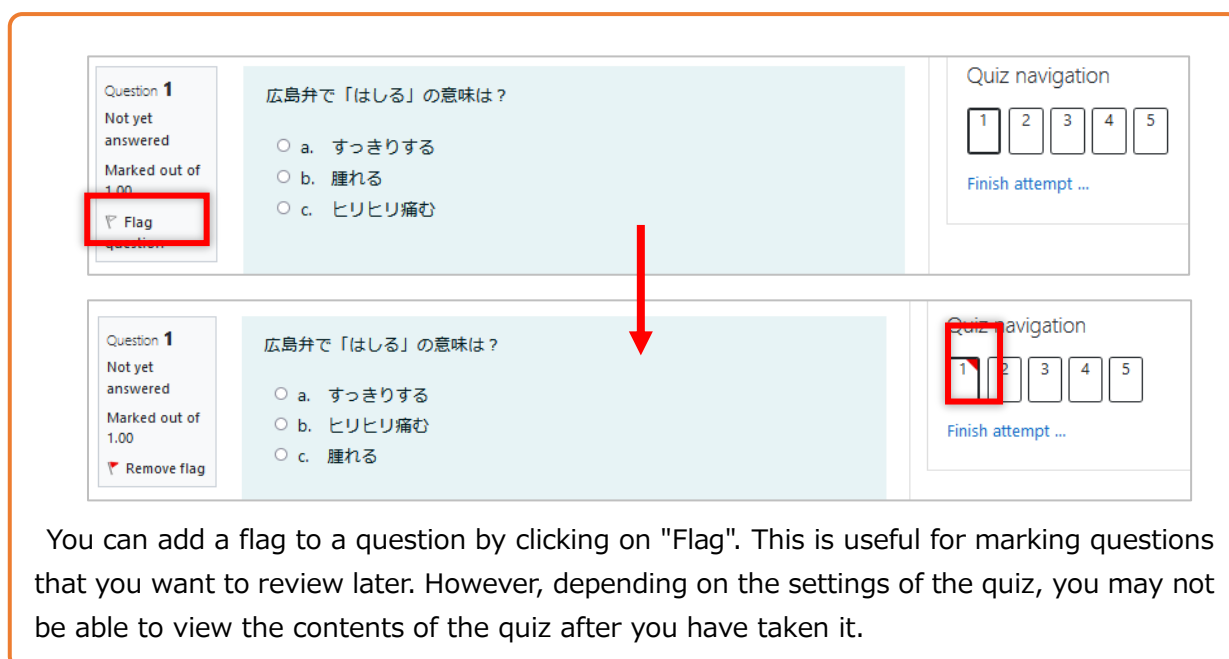 Question 1
Not yet
answered
Marked out of
1.00
Flag
question
広島弁で「はしる」の意味は？
a. すっきりする
b. 腫れる
c. ヒリヒリ痛む
Quiz navigation
1 2 3 4 5
Finish attempt ...
Question 1
Not yet
answered
Marked out of
1.00
Remove flag
広島弁で「はしる」の意味は？
a. すっきりする
b. ヒリヒリ痛む
c. 腫れる
Quiz navigation
1 2 3 4 5
Finish attempt ...
You can add a flag to a question by clicking on "Flag". This is useful for marking questions
that you want to review later. However, depending on the settings of the quiz, you may not
be able to view the contents of the quiz after you have taken it.